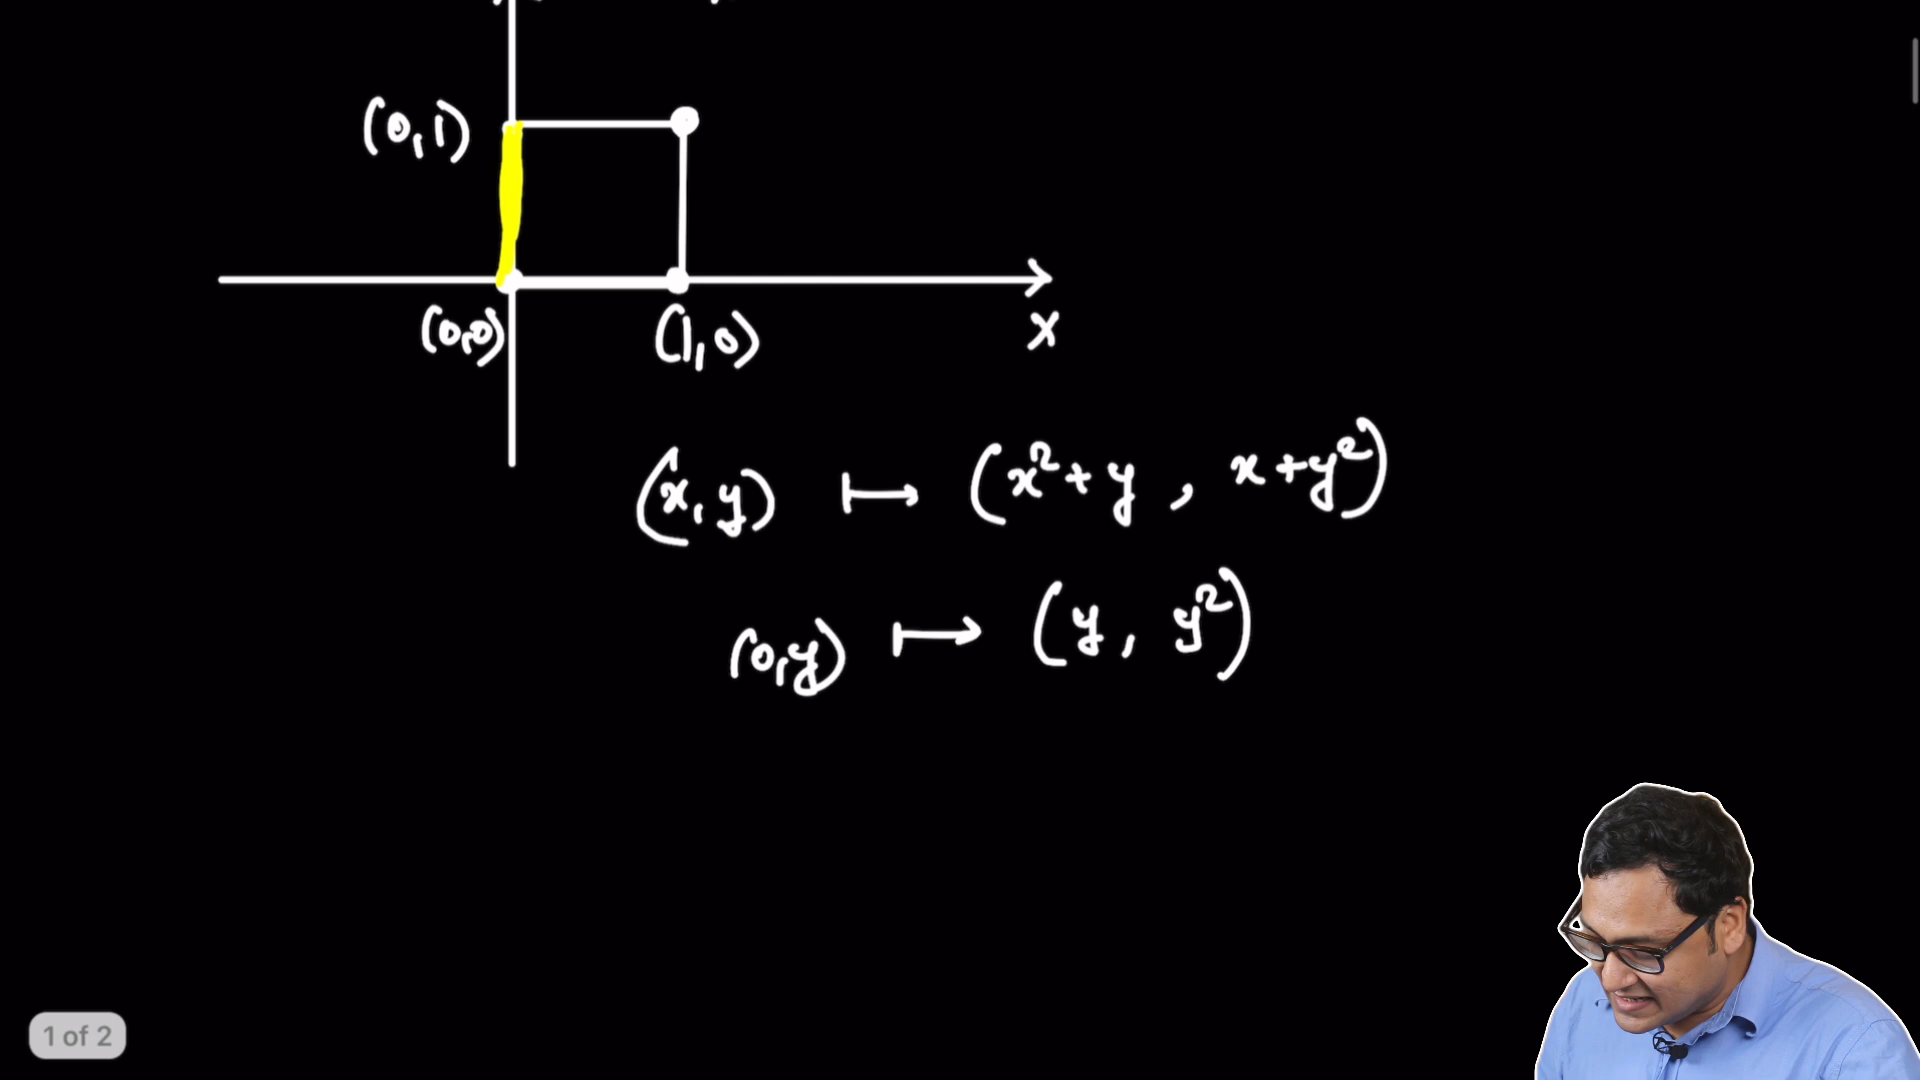 (0,1)
(0,0) (1,0) x
(x,y) ↦ (x²+y , x+y²)
(0,y) ↦ (y, y²)
1 of 2